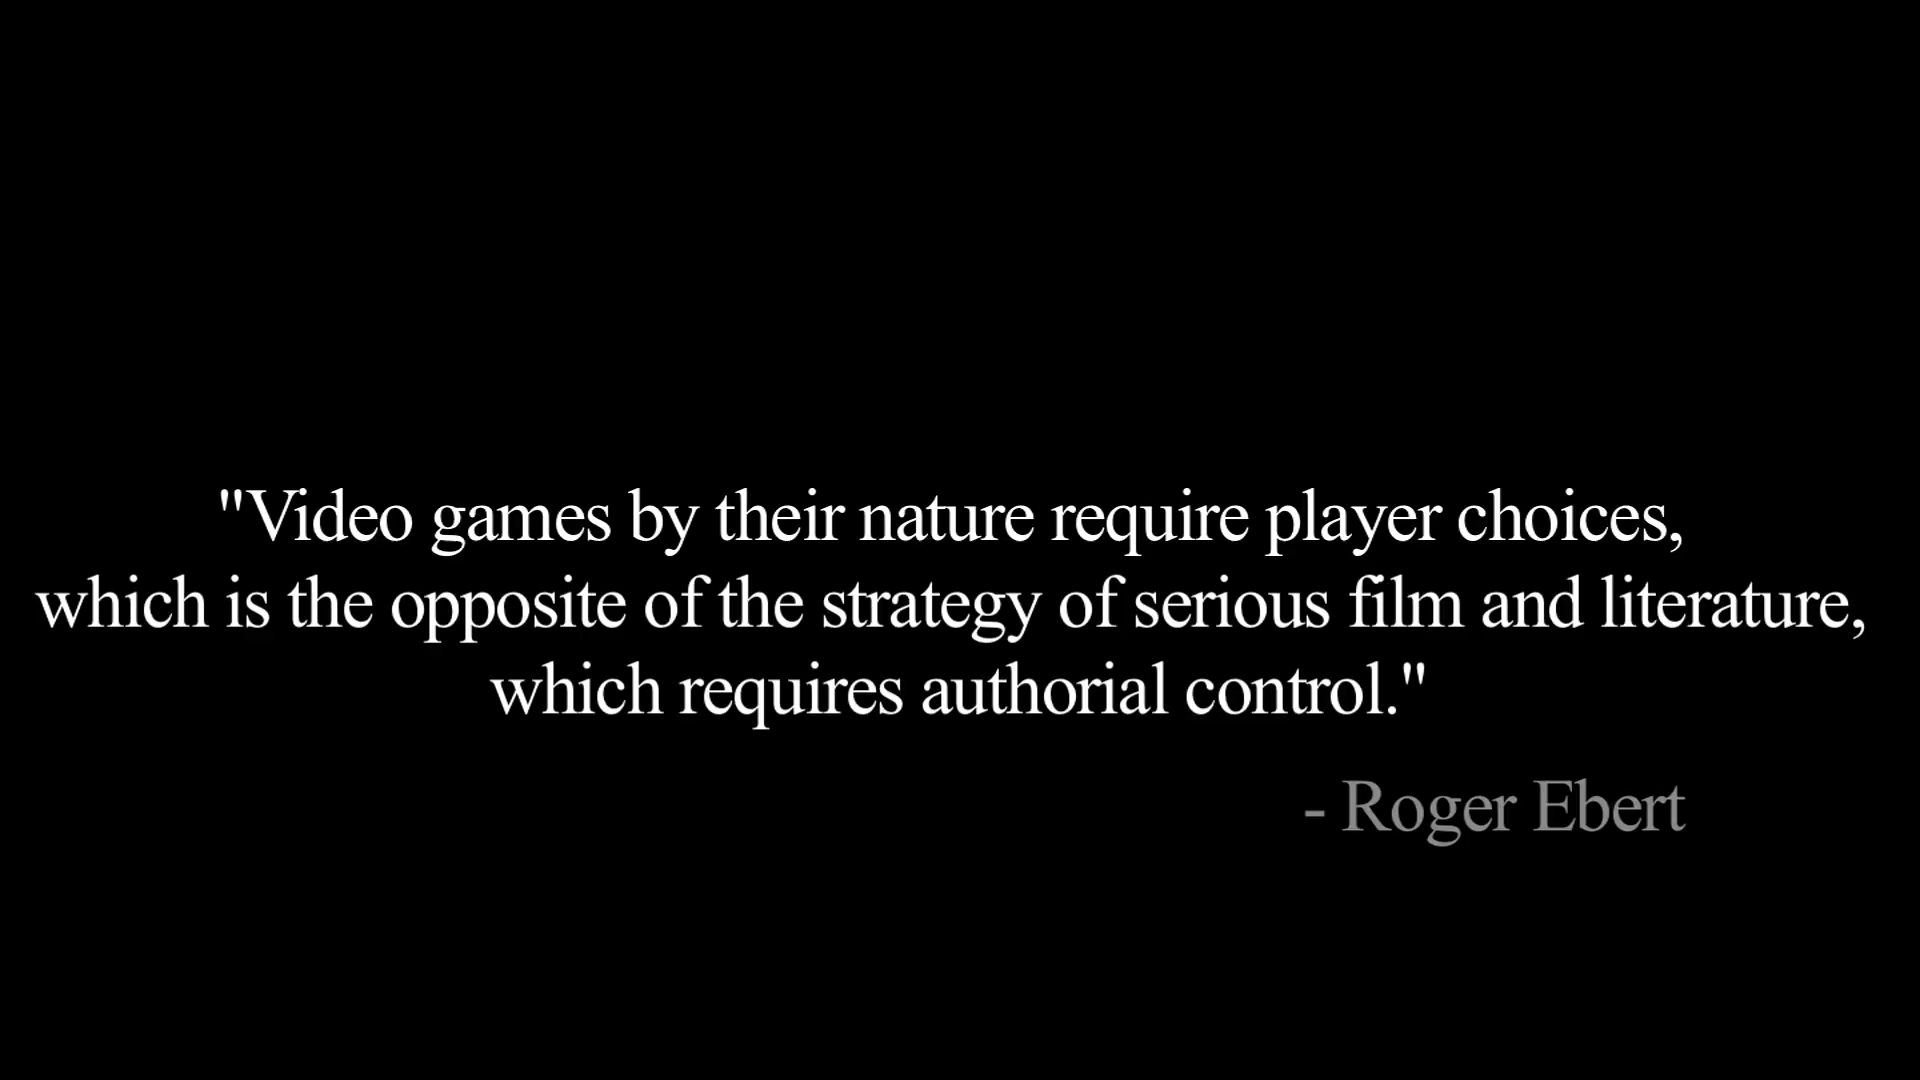 "Video games by their nature require player choices,
which is the opposite of the strategy of serious film and literature,
which requires authorial control."
- Roger Ebert